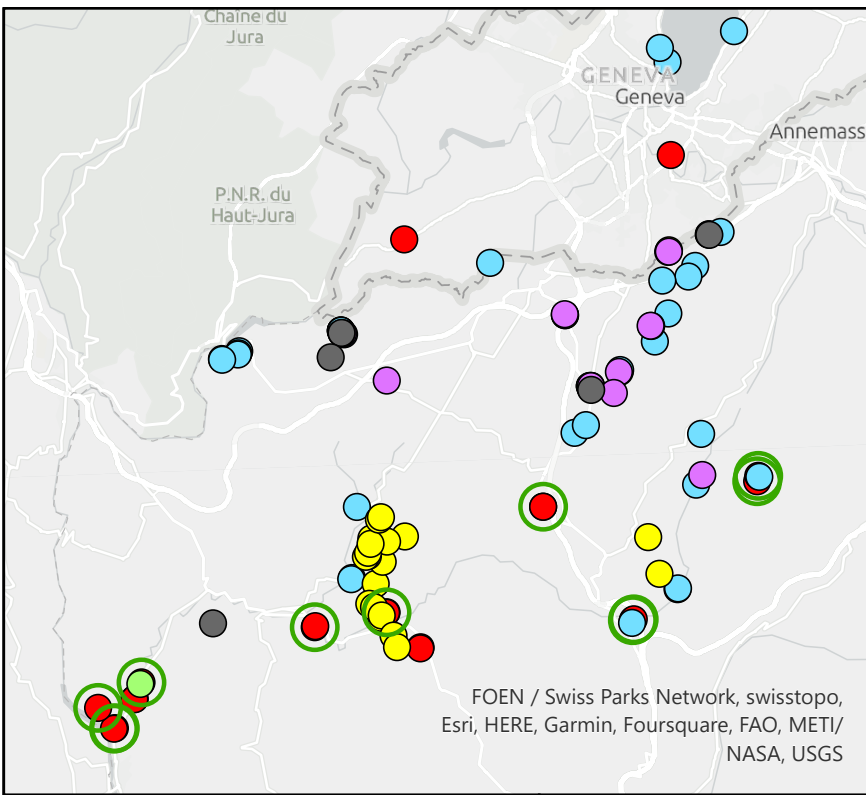 Chaîne du
Jura
GENEVA
Geneva
Annemass
P.N.R. du
Haut-Jura
FOEN / Swiss Parks Network, swisstopo,
Esri, HERE, Garmin, Foursquare, FAO, METI/
NASA, USGS